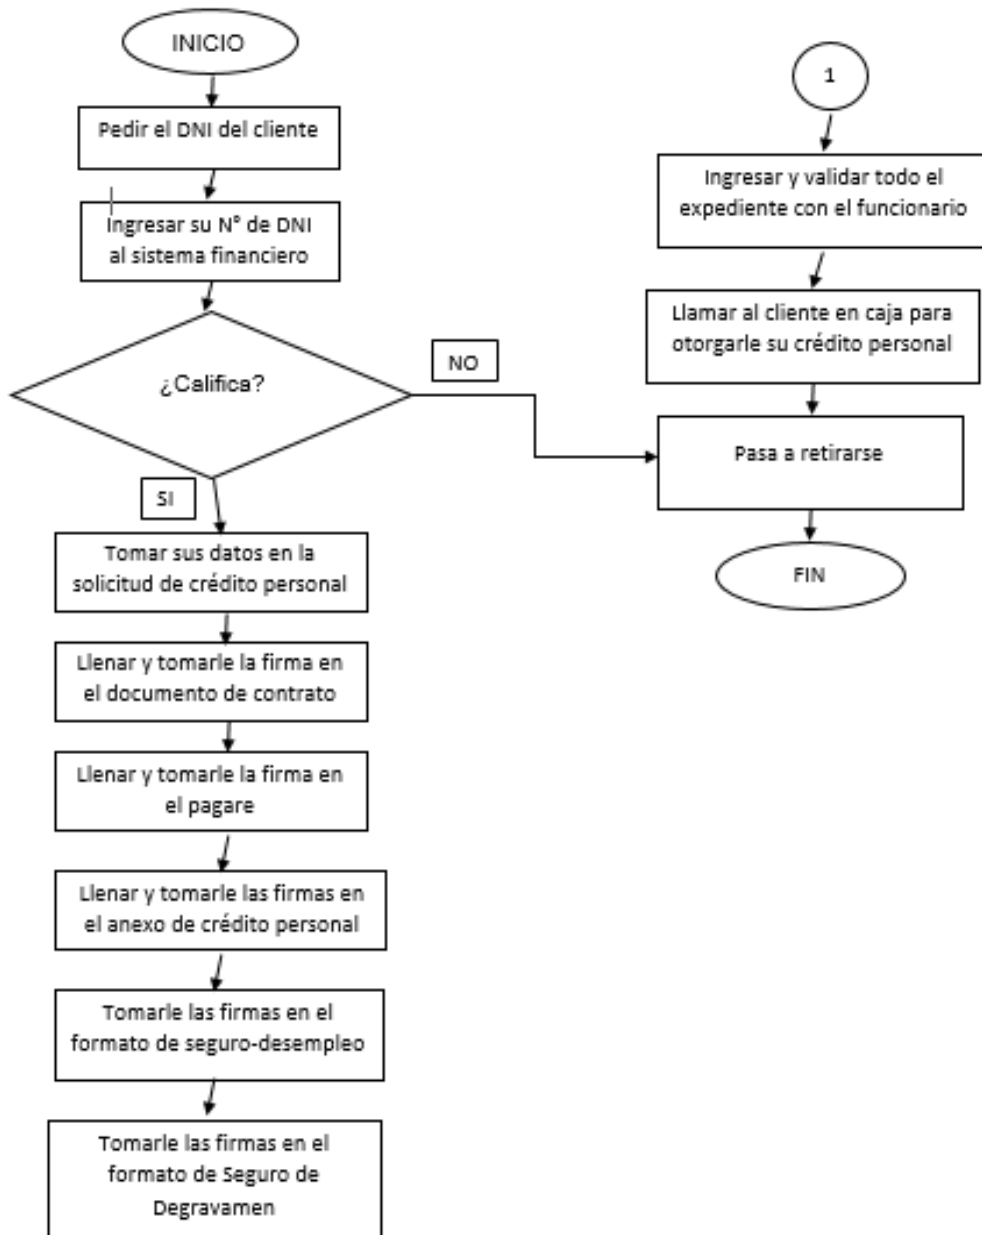 INICIO
Pedir el DNI del cliente
Ingresar su N° de DNI
al sistema financiero
¿Califica?
NO
SI
Tomar sus datos en la
solicitud de crédito personal
Llenar y tomarle la firma en
el documento de contrato
Llenar y tomarle la firma en
el pagare
Llenar y tomarle las firmas en
el anexo de crédito personal
Tomarle las firmas en el
formato de seguro-desempleo
Tomarle las firmas en el
formato de Seguro de
Degravamen
1
Ingresar y validar todo el
expediente con el funcionario
Llamar al cliente en caja para
otorgarle su crédito personal
Pasa a retirarse
FIN